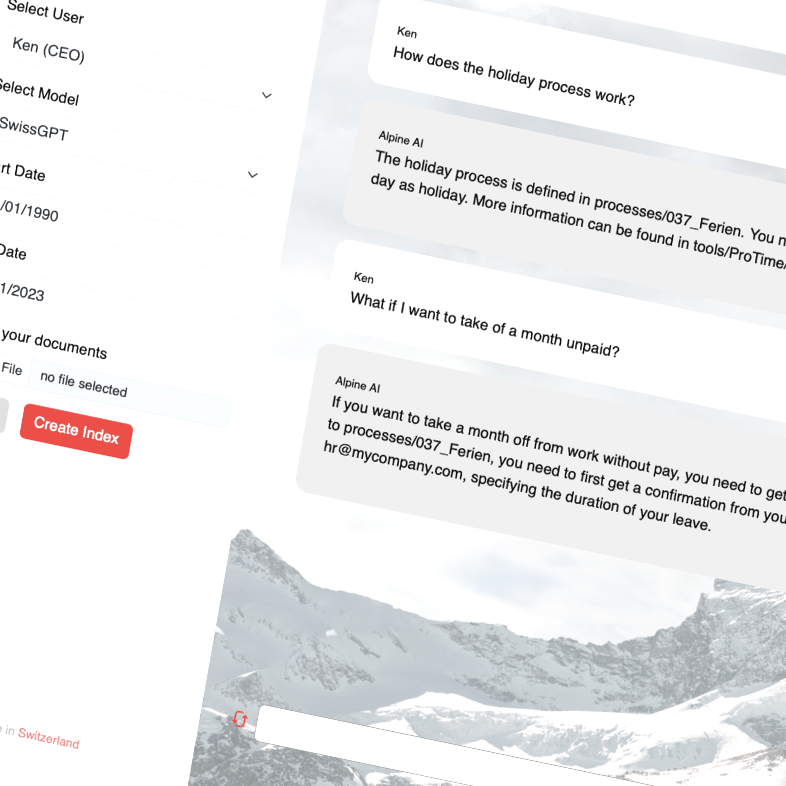 Select User
Ken (CEO)
Select Model
SwissGPT
rt Date
/01/1990
Date
1/2023
your documents
File no file selected
Create Index
in Switzerland
Ken
How does the holiday process work?
Alpine AI
The holiday process is defined in processes/037_Ferien. You n
day as holiday. More information can be found in tools/ProTime/
Ken
What if I want to take of a month unpaid?
Alpine AI
If you want to take a month off from work without pay, you need to get
to processes/037_Ferien, you need to first get a confirmation from you
hr@mycompany.com, specifying the duration of your leave.